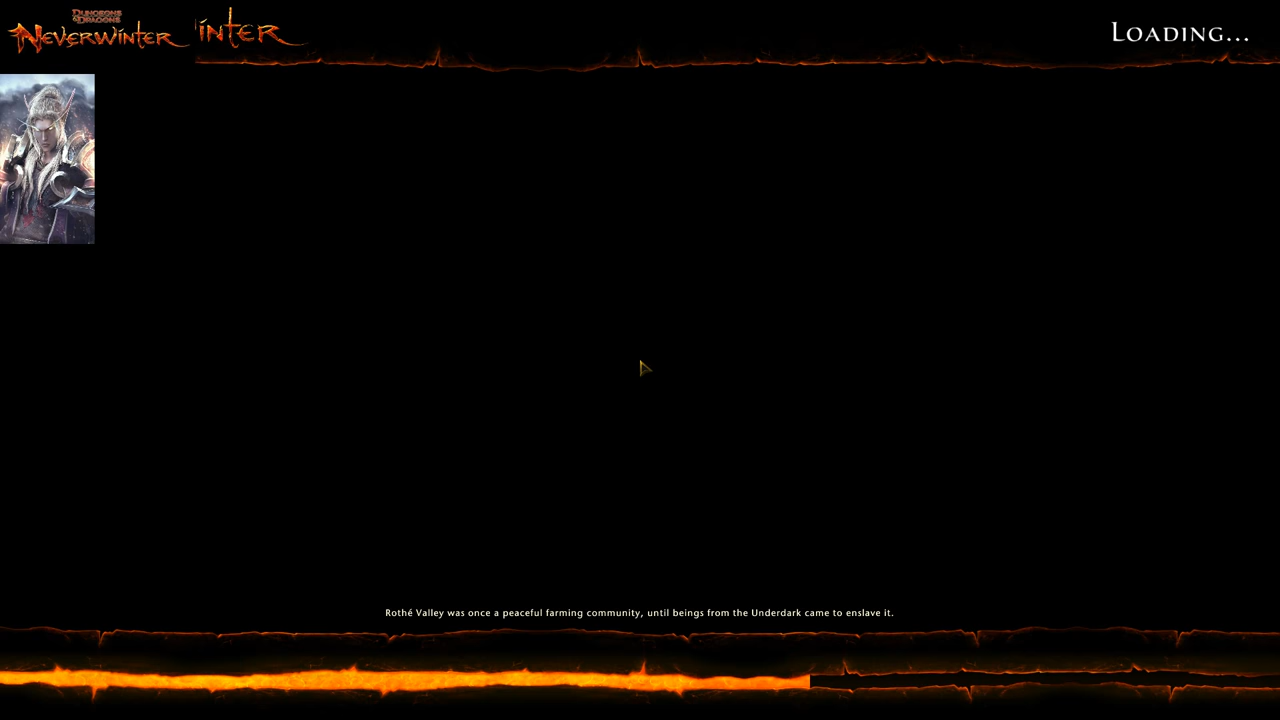 DUNGEONS & DRAGONS
NEVERWINTER
INTER
LOADING...
Rothé Valley was once a peaceful farming community, until beings from the Underdark came to enslave it.